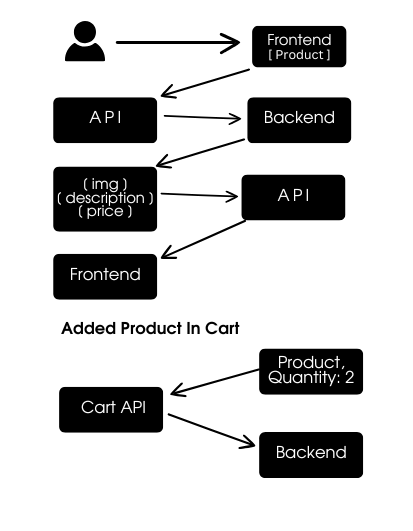 Frontend
[ Product ]
API
Backend
( img )
( description )
( price )
API
Frontend
Added Product In Cart
Product,
Quantity: 2
Cart API
Backend